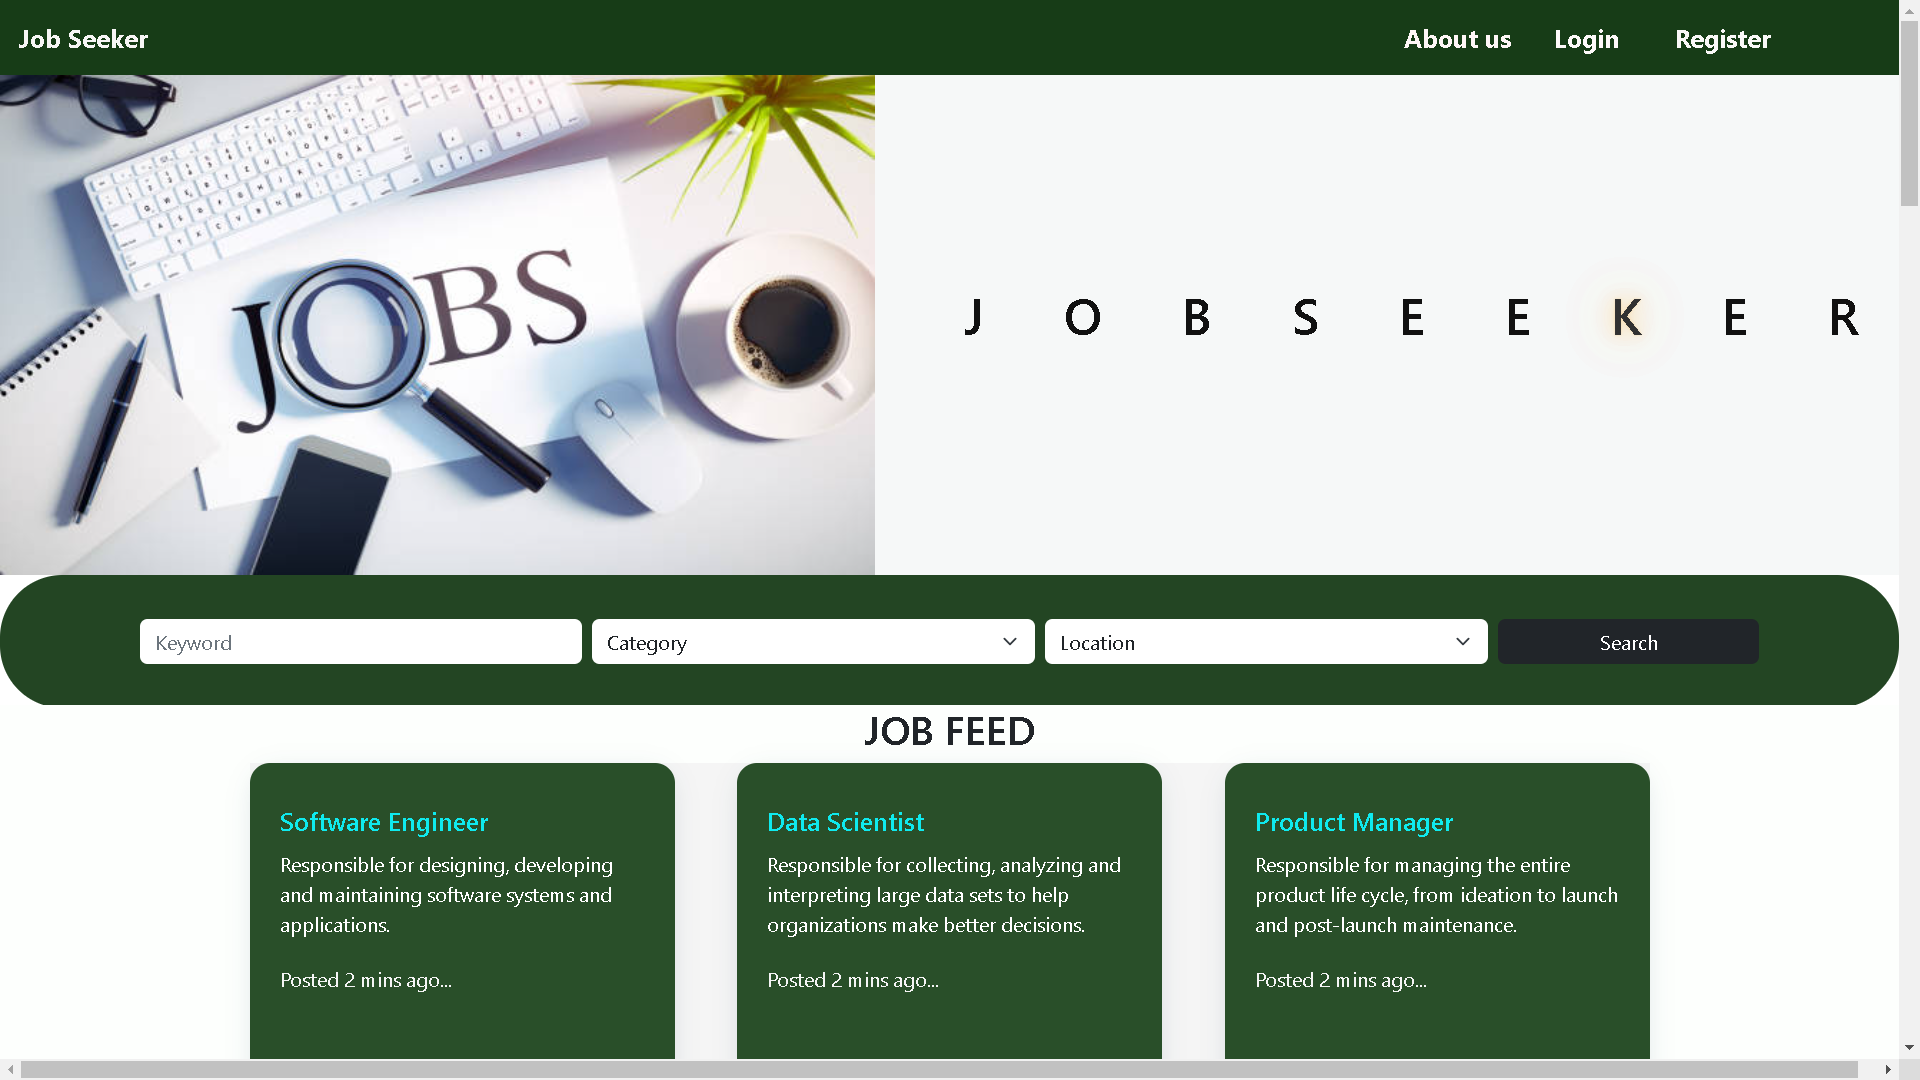 Job Seeker
About us Login Register
JOBS
J O B S E E K E R
Keyword Category Location Search
JOB FEED
Software Engineer
Responsible for designing, developing
and maintaining software systems and
applications.
Posted 2 mins ago...
Data Scientist
Responsible for collecting, analyzing and
interpreting large data sets to help
organizations make better decisions.
Posted 2 mins ago...
Product Manager
Responsible for managing the entire
product life cycle, from ideation to launch
and post-launch maintenance.
Posted 2 mins ago...